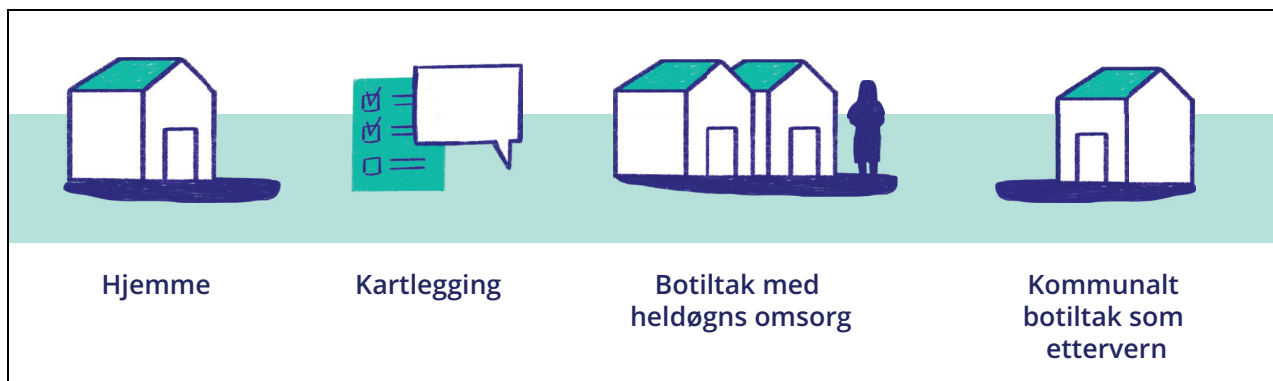 Hjemme
Kartlegging
Botiltak med
heldøgns omsorg
Kommunalt
botiltak som
ettervern